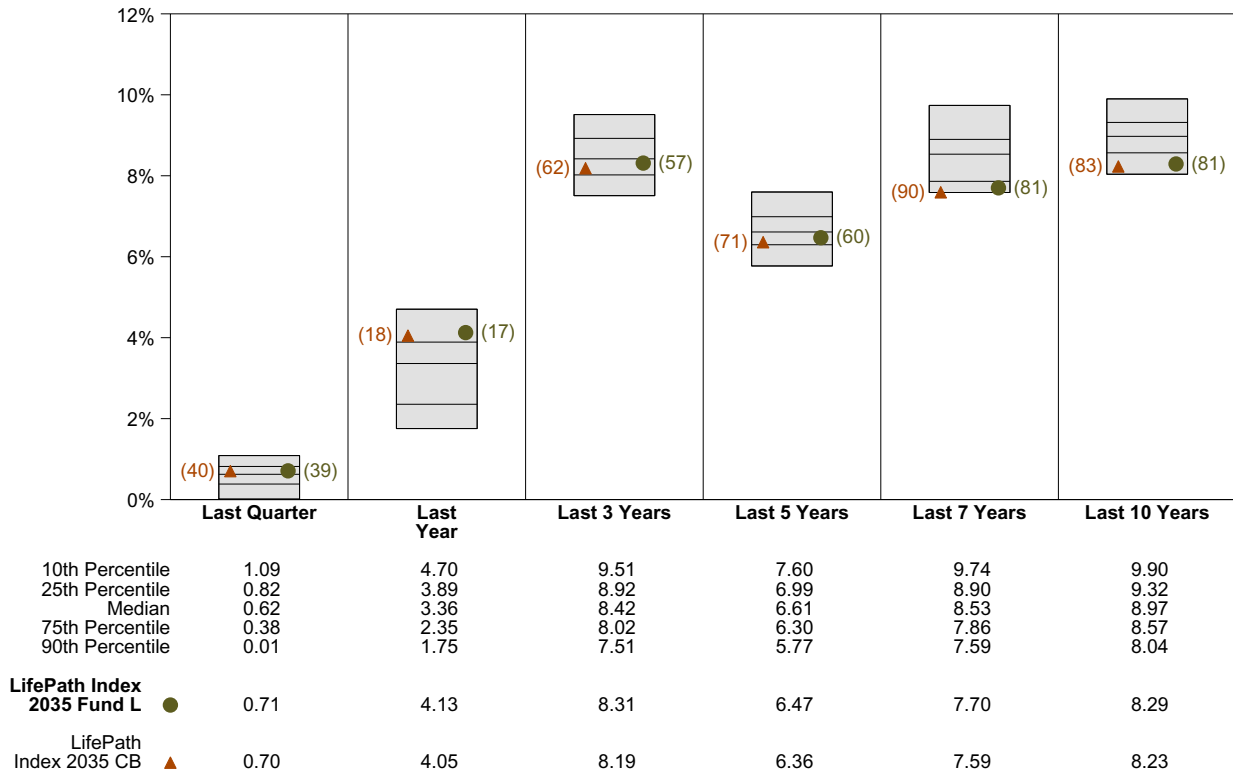 12%
10%
8%
6%
4%
2%
0%
(40) (39)
(18) (17)
(62) (57)
(71) (60)
(90) (81)
(83) (81)
Last Quarter Last Year Last 3 Years Last 5 Years Last 7 Years Last 10 Years
10th Percentile 1.09 4.70 9.51 7.60 9.74 9.90
25th Percentile 0.82 3.89 8.92 6.99 8.90 9.32
Median 0.62 3.36 8.42 6.61 8.53 8.97
75th Percentile 0.38 2.35 8.02 6.30 7.86 8.57
90th Percentile 0.01 1.75 7.51 5.77 7.59 8.04
LifePath Index
2035 Fund L 0.71 4.13 8.31 6.47 7.70 8.29
LifePath
Index 2035 CB 0.70 4.05 8.19 6.36 7.59 8.23